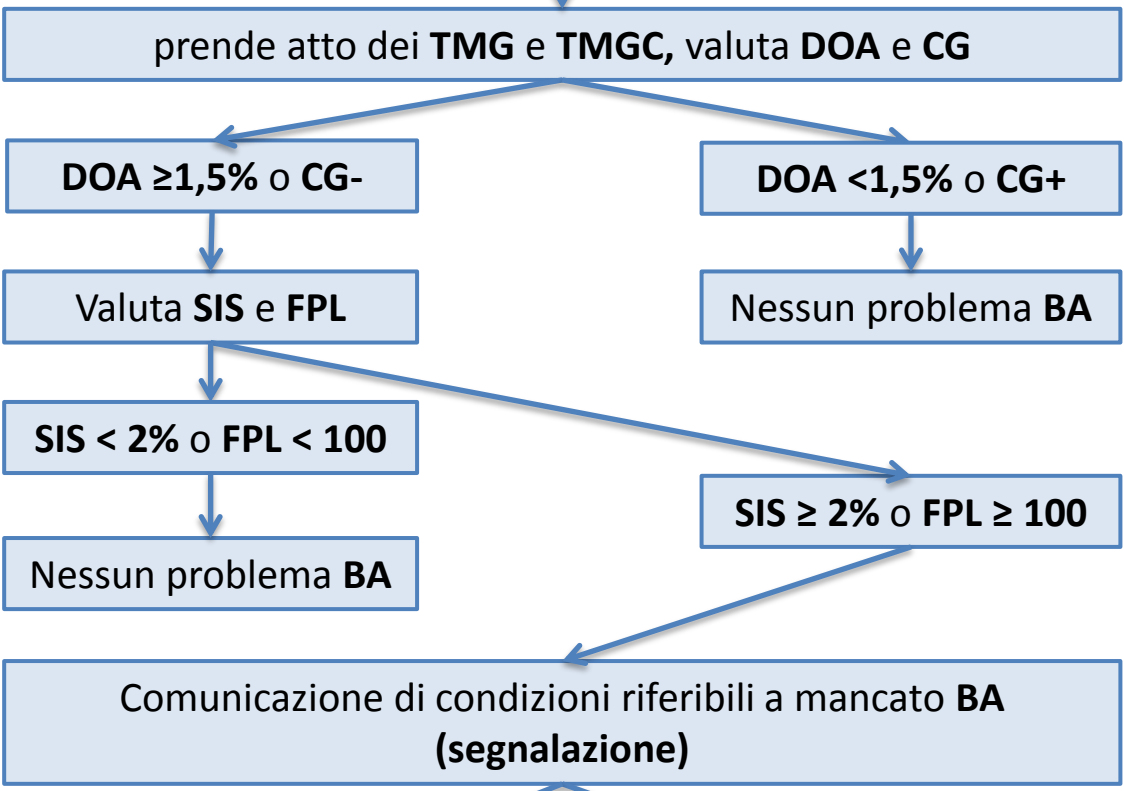 prende atto dei TMG e TMGC, valuta DOA e CG
DOA ≥1,5% o CG-
DOA <1,5% o CG+
Valuta SIS e FPL
Nessun problema BA
SIS < 2% o FPL < 100
SIS ≥ 2% o FPL ≥ 100
Nessun problema BA
Comunicazione di condizioni riferibili a mancato BA
(segnalazione)